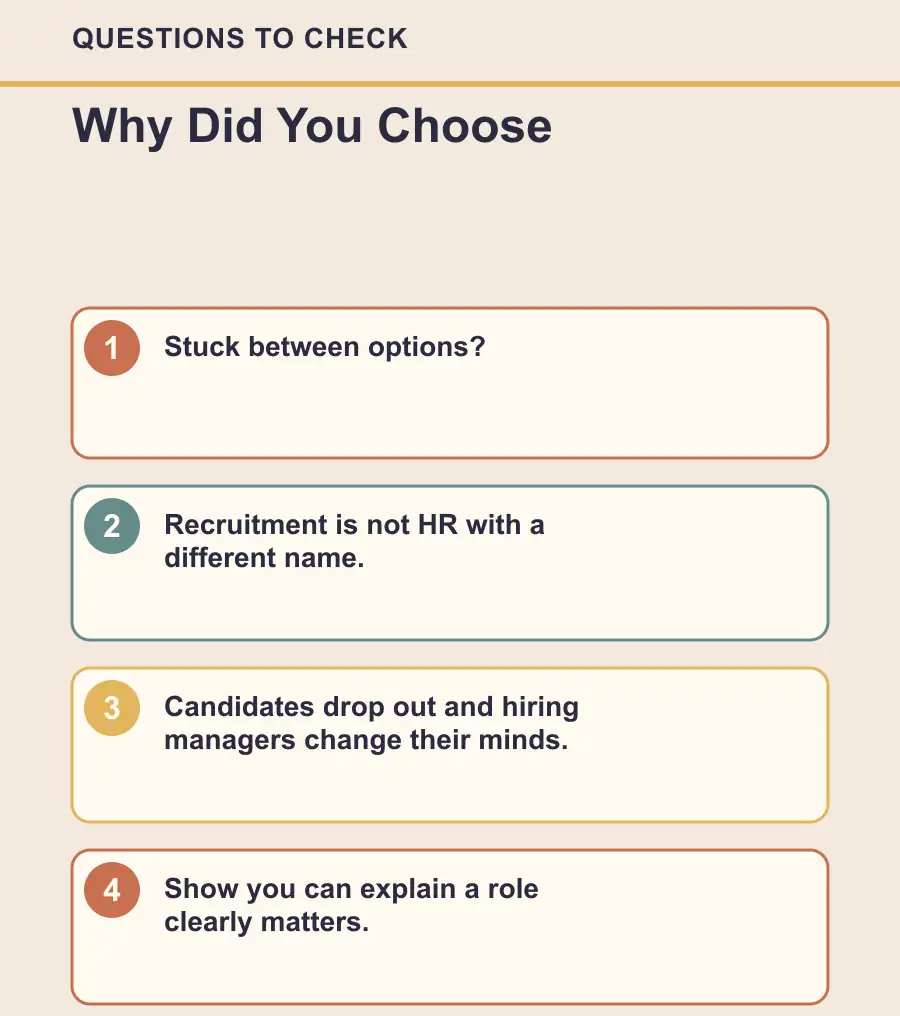 QUESTIONS TO CHECK
Why Did You Choose
1
Stuck between options?
2
Recruitment is not HR with a
different name.
3
Candidates drop out and hiring
managers change their minds.
4
Show you can explain a role
clearly matters.